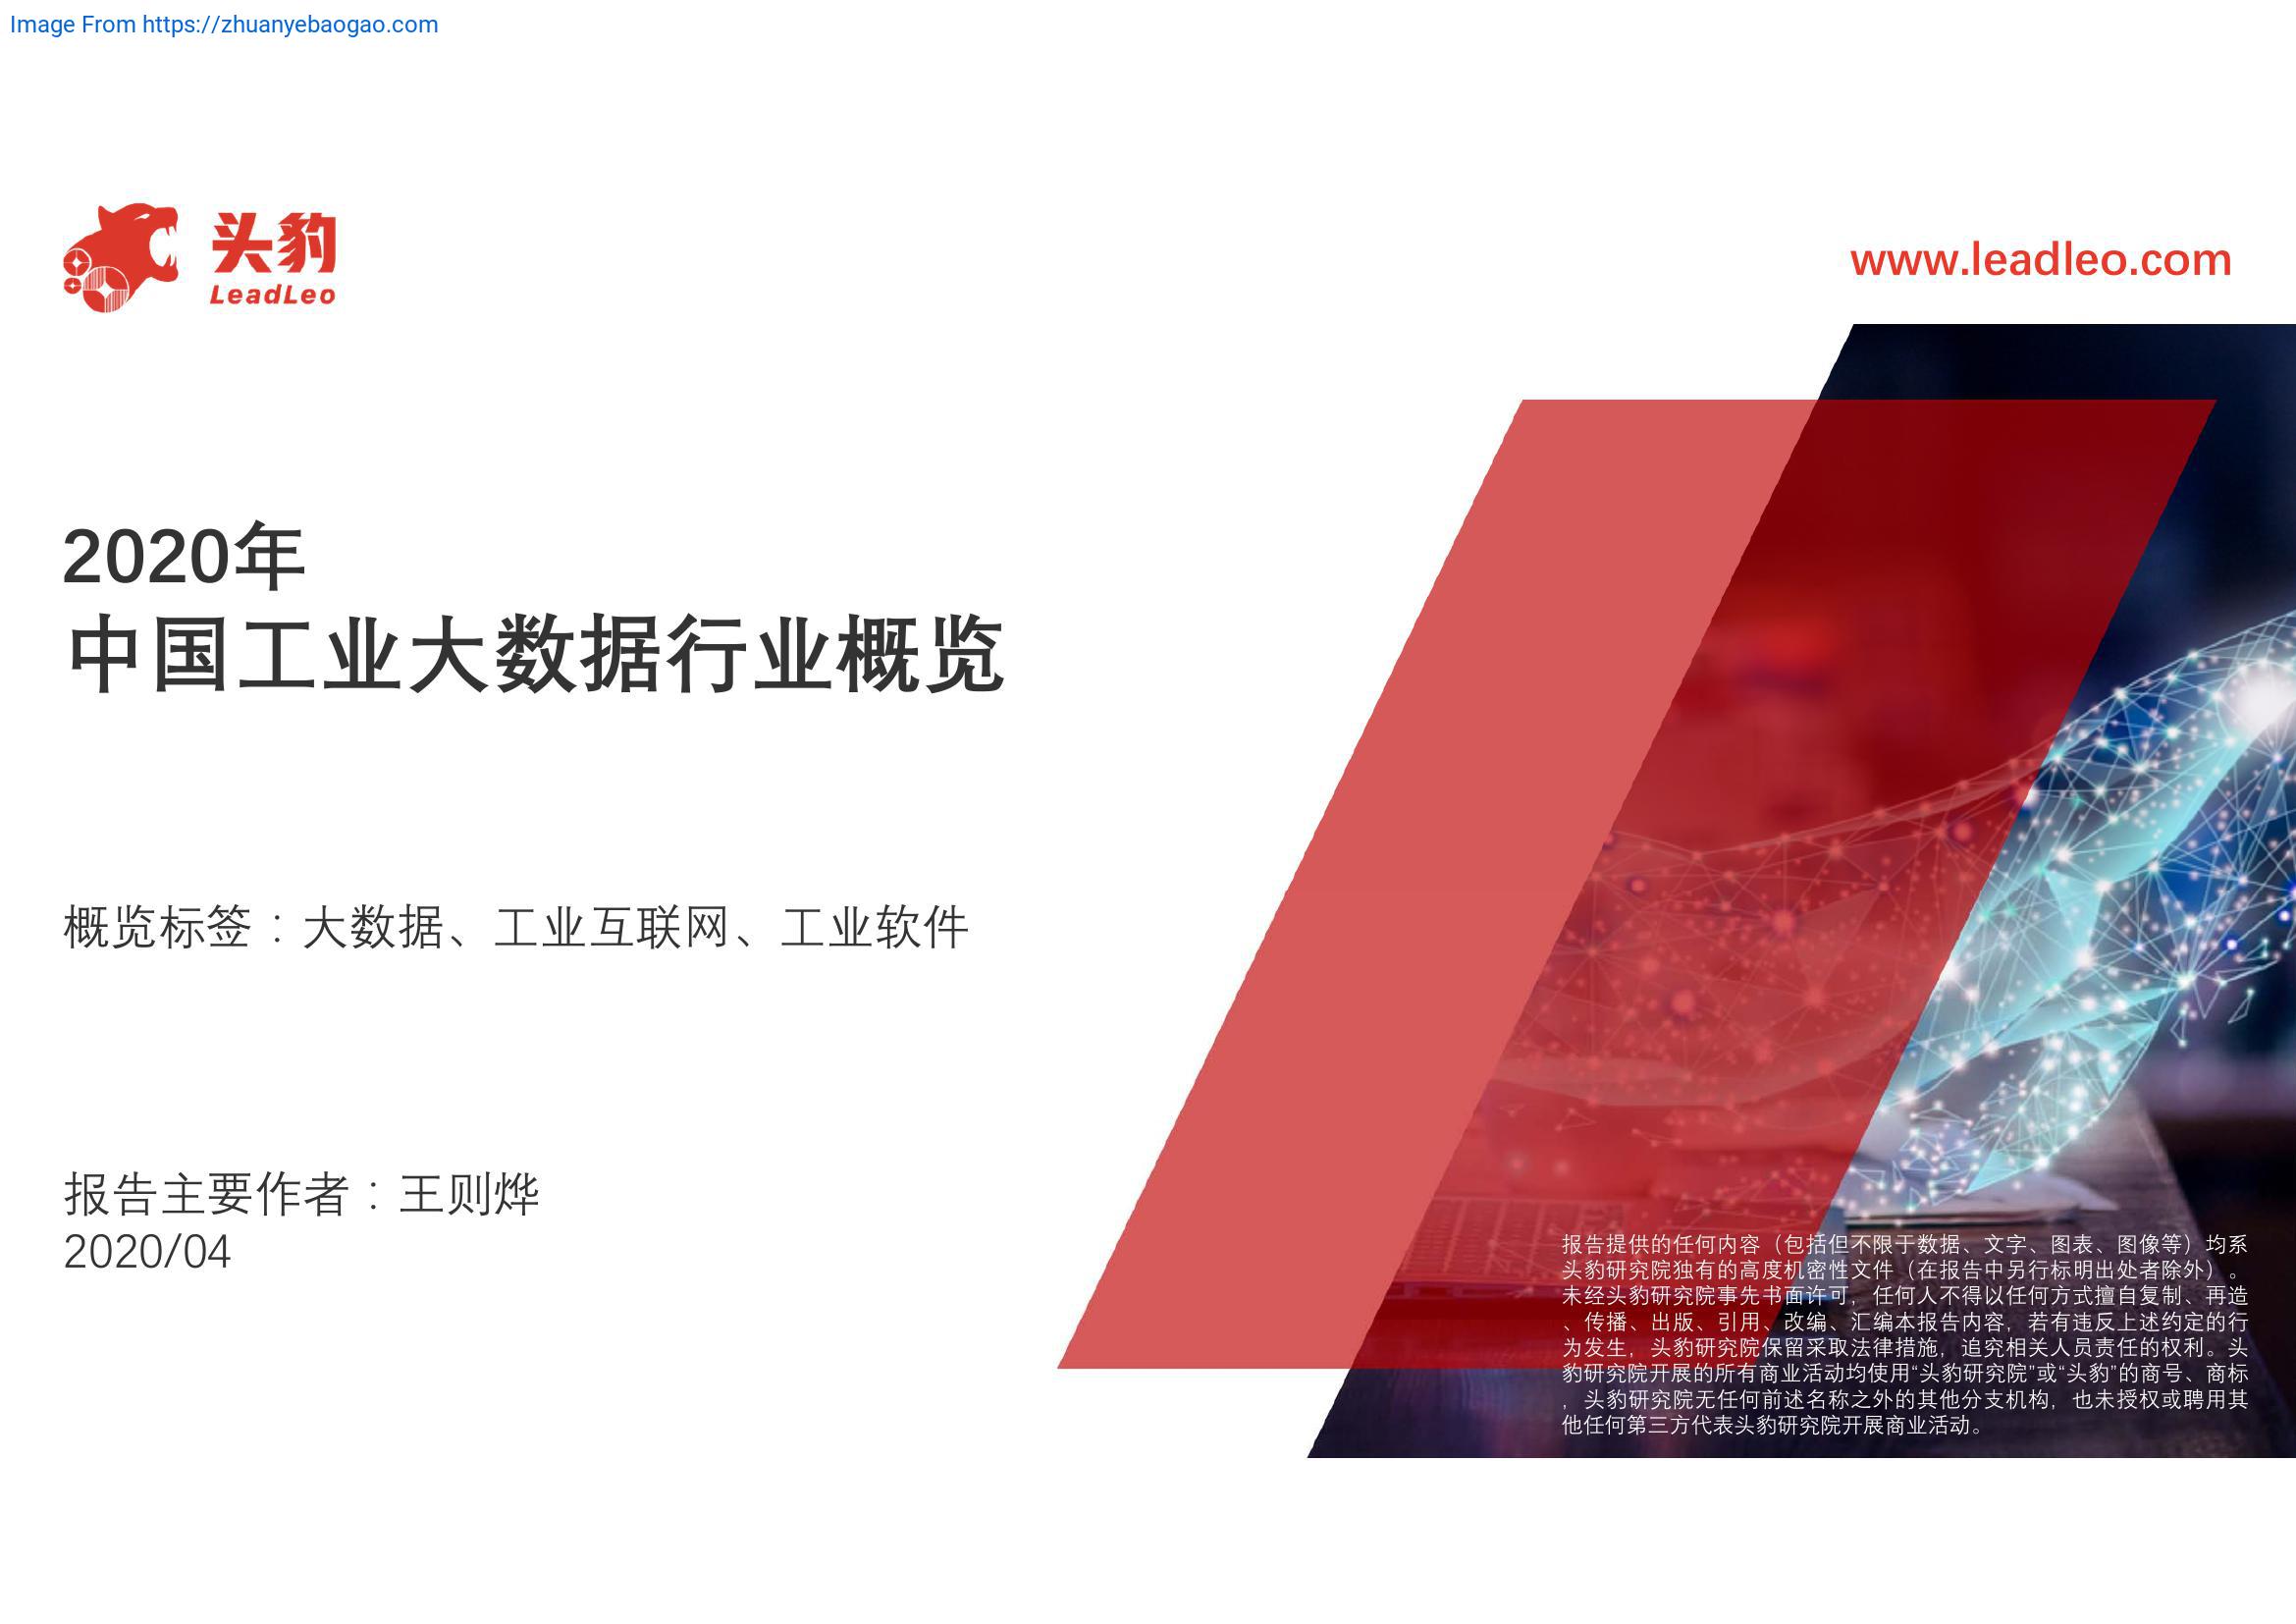 Image From https://zhuanyebaogao.com
头豹
LeadLeo
www.leadleo.com
2020年
中国工业大数据行业概览
概览标签：大数据、工业互联网、工业软件
报告主要作者：王则烨
2020/04
报告提供的任何内容（包括但不限于数据、文字、图表、图像等）均系
头豹研究院独有的高度机密性文件（在报告中另行标明出处者除外）。
未经头豹研究院事先书面许可，任何人不得以任何方式擅自复制、再造
、传播、出版、引用、改编、汇编本报告内容，若有违反上述约定的行
为发生，头豹研究院保留采取法律措施，追究相关人员责任的权利。头
豹研究院开展的所有商业活动均使用“头豹研究院”或“头豹”的商号、商标
，头豹研究院无任何前述名称之外的其他分支机构，也未授权或聘用其
他任何第三方代表头豹研究院开展商业活动。